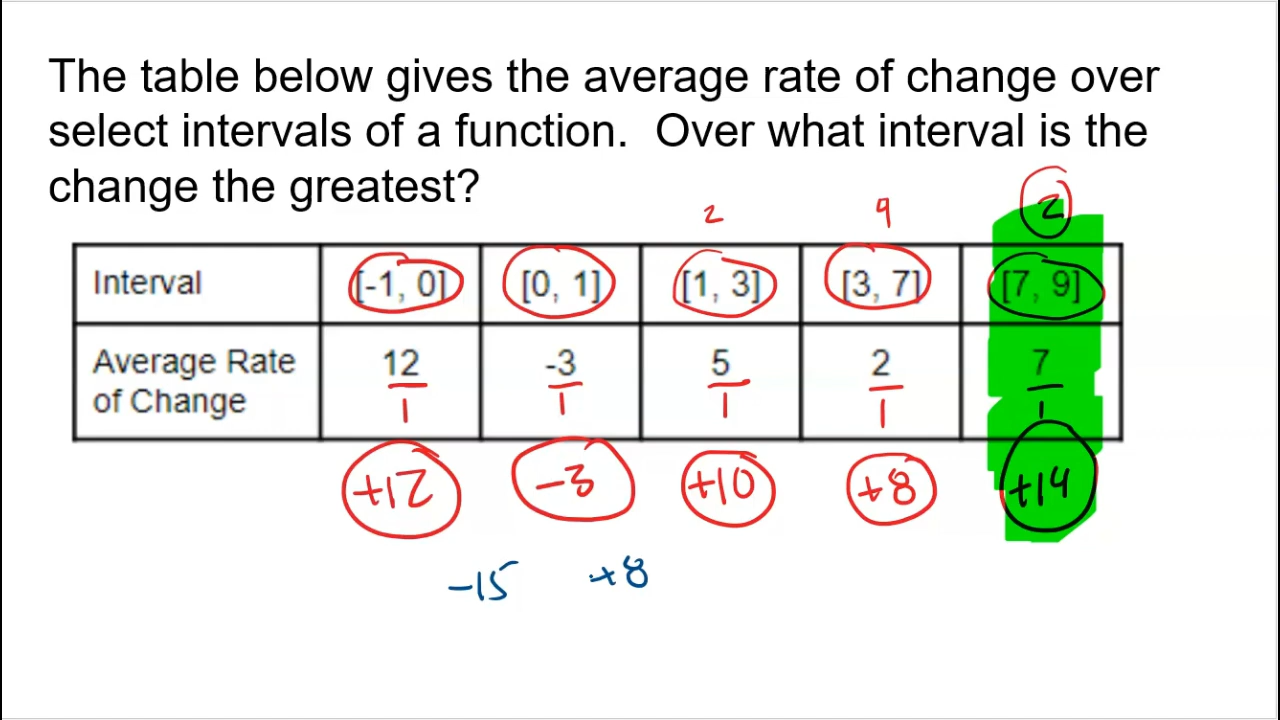 The table below gives the average rate of change over
select intervals of a function. Over what interval is the
change the greatest?
2 9 2
Interval [-1, 0] [0, 1] [1, 3] [3, 7] [7, 9]
Average Rate
of Change 12 -3 5 2 7
1 1 1 1 1
+12 -3 +10 +8 +14
-15 +8